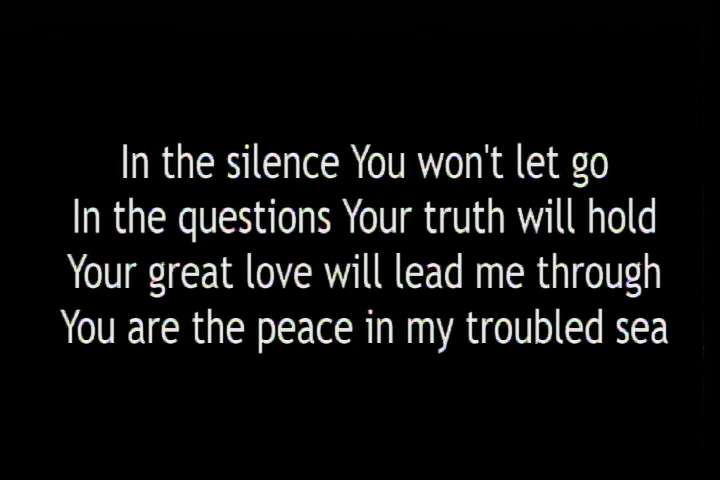 In the silence You won't let go
In the questions Your truth will hold
Your great love will lead me through
You are the peace in my troubled sea